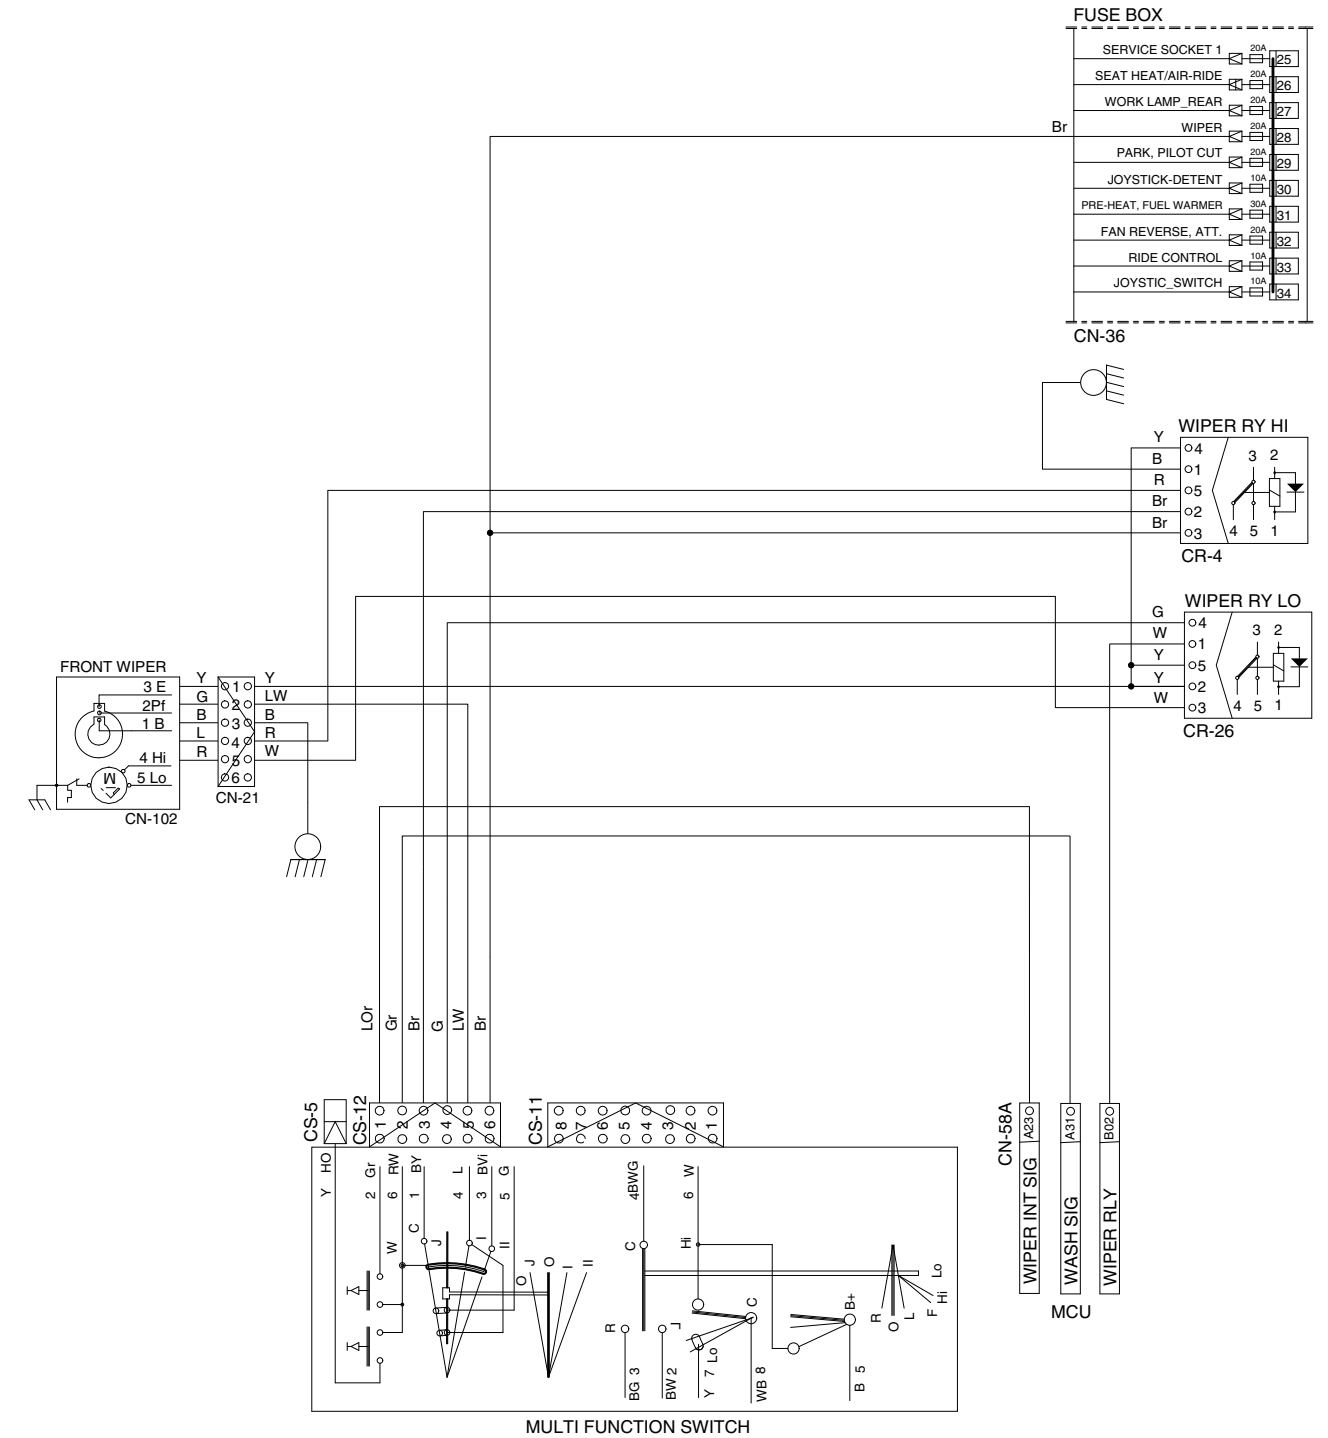 FUSE BOX
SERVICE SOCKET 1 20A 25
SEAT HEAT/AIR-RIDE 20A 26
WORK LAMP_REAR 20A 27
Br WIPER 20A 28
PARK, PILOT CUT 20A 29
JOYSTICK-DETENT 10A 30
PRE-HEAT, FUEL WARMER 30A 31
FAN REVERSE, ATT. 20A 32
RIDE CONTROL 10A 33
JOYSTIC_SWITCH 10A 34
CN-36
WIPER RY HI
Y 4
B 1
R 5
Br 2
Br 3
3 2
4 5 1
CR-4
WIPER RY LO
G 4
W 1
Y 5
Y 2
W 3
3 2
4 5 1
CR-26
FRONT WIPER
3 E Y 1 Y
2Pf G 2 LW
1 B B 3 B
L 4 R
4 Hi R 5 W
5 Lo 6
M
CN-21
CN-102
LOr Gr Br G LW Br
CS-5
CS-12
1 2 3 4 5 6
CS-11
8 7 6 5 4 3 2 1
CN-58A
A23 A31 B02
WIPER INT SIG
WASH SIG
WIPER RLY
MCU
Y HO
2 Gr
6 RW
1 BY
4 L
3 BVi
5 G
W C J I II
O J O I II
4BWG
6 W
C Hi
R L
BG 3
BW 2
Y 7 Lo
WB 8
C
B+
B 5
R O L F Hi Lo
MULTI FUNCTION SWITCH